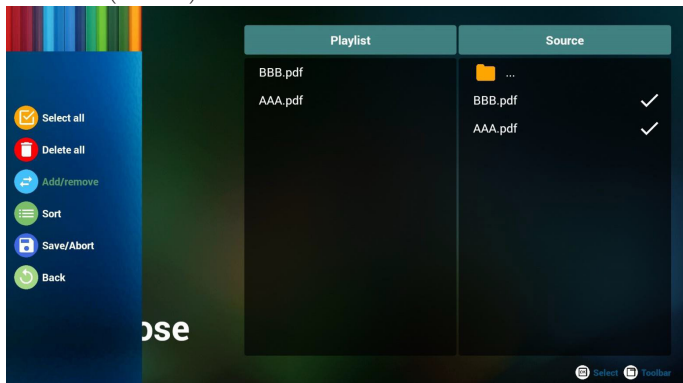 Playlist
Source
BBB.pdf
AAA.pdf
...
BBB.pdf
AAA.pdf
Select all
Delete all
Add/remove
Sort
Save/Abort
Back
ose
OK Select Toolbar